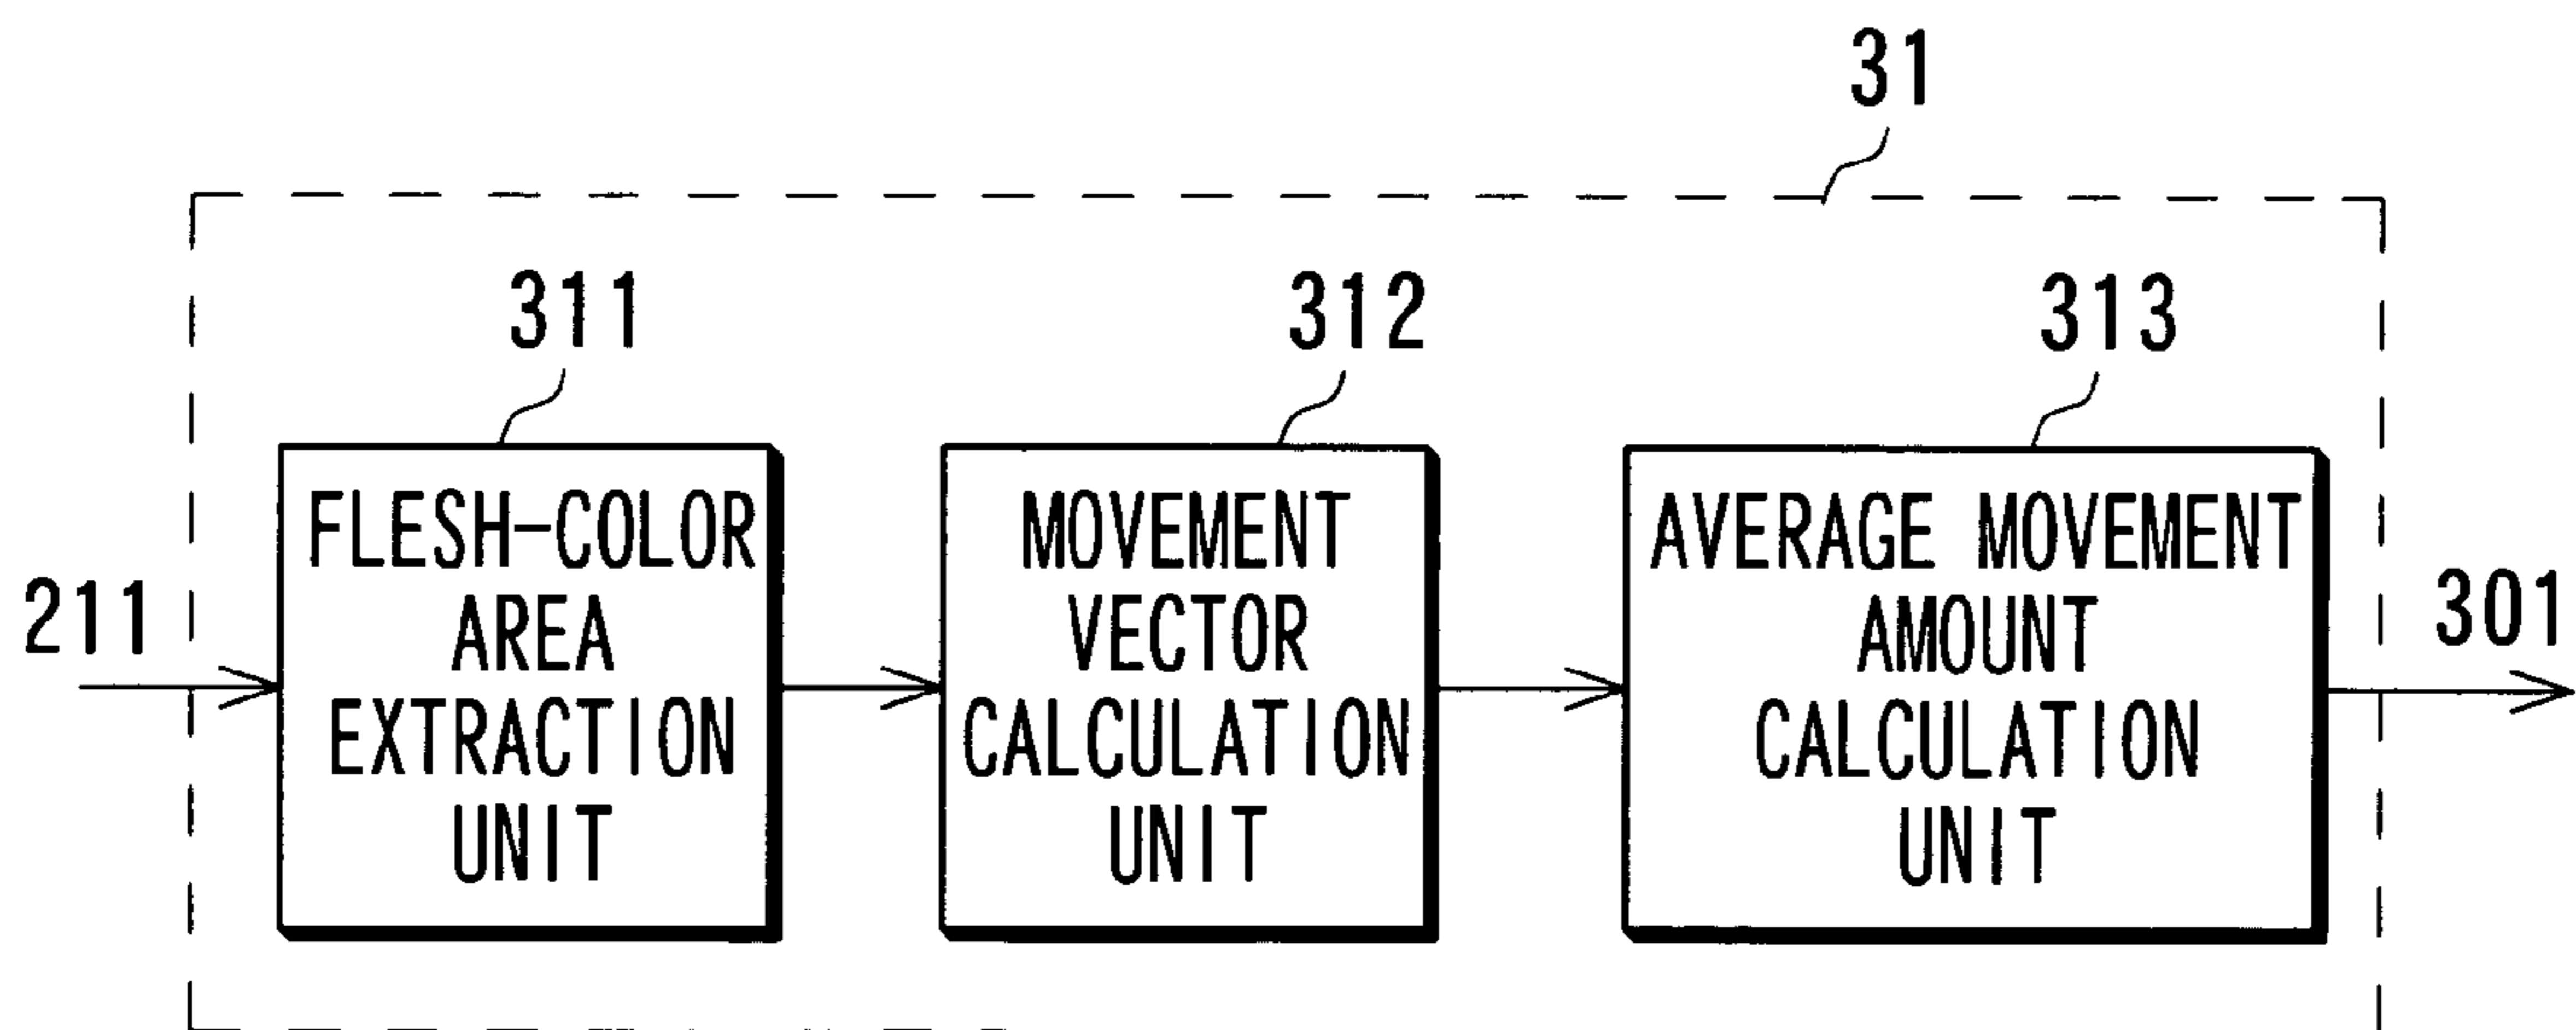 31
311
312
313
FLESH-COLOR
AREA
EXTRACTION
UNIT
MOVEMENT
VECTOR
CALCULATION
UNIT
AVERAGE MOVEMENT
AMOUNT
CALCULATION
UNIT
211
301